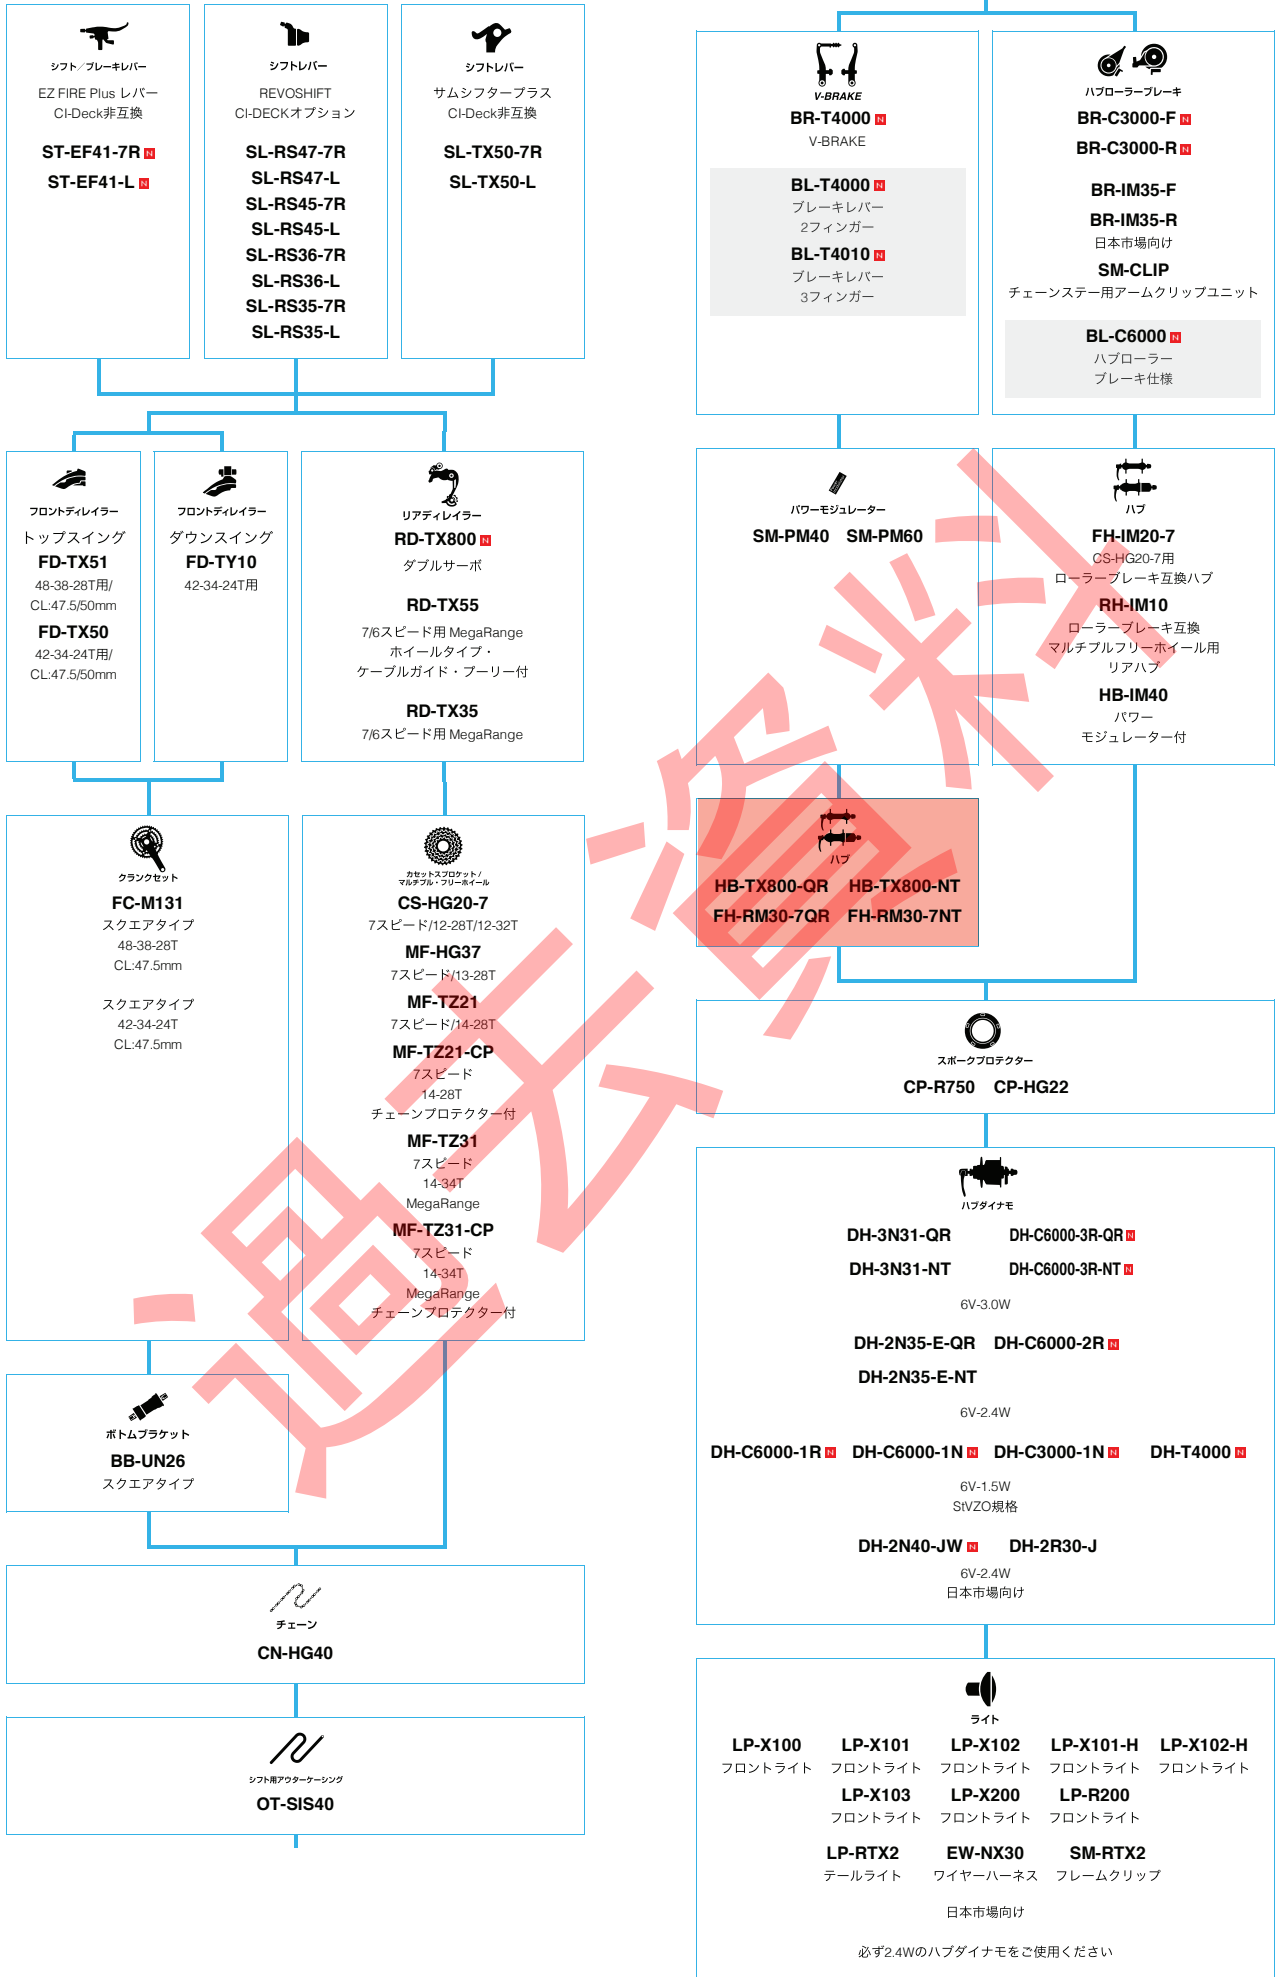 シフト／ブレーキレバー
EZ FIRE Plus レバー
CI-Deck非互換
ST-EF41-7R N
ST-EF41-L N
シフトレバー
REVOSHIFT
CI-DECKオプション
SL-RS47-7R
SL-RS47-L
SL-RS45-7R
SL-RS45-L
SL-RS36-7R
SL-RS36-L
SL-RS35-7R
SL-RS35-L
シフトレバー
サムシフタープラス
CI-Deck非互換
SL-TX50-7R
SL-TX50-L
フロントディレイラー
トップスイング
FD-TX51
48-38-28T用/
CL:47.5/50mm
FD-TX50
42-34-24T用/
CL:47.5/50mm
フロントディレイラー
ダウンスイング
FD-TY10
42-34-24T用
リアディレイラー
RD-TX800 N
ダブルサーボ
RD-TX55
7/6スピード用 MegaRange
ホイールタイプ・
ケーブルガイド・プーリー付
RD-TX35
7/6スピード用 MegaRange
クランクセット
FC-M131
スクエアタイプ
48-38-28T
CL:47.5mm
スクエアタイプ
42-34-24T
CL:47.5mm
カセットスプロケット /
マルチプル・フリーホイール
CS-HG20-7
7スピード/12-28T/12-32T
MF-HG37
7スピード/13-28T
MF-TZ21
7スピード/14-28T
MF-TZ21-CP
7スピード
14-28T
チェーンプロテクター付
MF-TZ31
7スピード
14-34T
MegaRange
MF-TZ31-CP
7スピード
14-34T
MegaRange
チェーンプロテクター付
ボトムブラケット
BB-UN26
スクエアタイプ
チェーン
CN-HG40
シフト用アウターケーシング
OT-SIS40
V-BRAKE
BR-T4000 N
V-BRAKE
BL-T4000 N
ブレーキレバー
2フィンガー
BL-T4010 N
ブレーキレバー
3フィンガー
ハブローラーブレーキ
BR-C3000-F N
BR-C3000-R N
BR-IM35-F
BR-IM35-R
日本市場向け
SM-CLIP
チェーンステー用アームクリップユニット
BL-C6000 N
ハブローラー
ブレーキ仕様
パワーモジュレーター
SM-PM40 SM-PM60
ハブ
FH-IM20-7
CS-HG20-7用
ローラーブレーキ互換ハブ
RH-IM10
ローラーブレーキ互換
マルチプルフリーホイール用
リアハブ
HB-IM40
パワー
モジュレーター付
ハブ
HB-TX800-QR HB-TX800-NT
FH-RM30-7QR FH-RM30-7NT
スポークプロテクター
CP-R750 CP-HG22
ハブダイナモ
DH-3N31-QR DH-C6000-3R-QR N
DH-3N31-NT DH-C6000-3R-NT N
6V-3.0W
DH-2N35-E-QR DH-C6000-2R N
DH-2N35-E-NT
6V-2.4W
DH-C6000-1R N DH-C6000-1N N DH-C3000-1N N DH-T4000 N
6V-1.5W
StVZO規格
DH-2N40-JW N DH-2R30-J
6V-2.4W
日本市場向け
ライト
LP-X100 LP-X101 LP-X102 LP-X101-H LP-X102-H
フロントライト フロントライト フロントライト フロントライト フロントライト
LP-X103 LP-X200 LP-R200
フロントライト フロントライト フロントライト
LP-RTX2 EW-NX30 SM-RTX2
テールライト ワイヤーハーネス フレームクリップ
日本市場向け
必ず2.4Wのハブダイナモをご使用ください
過去資料